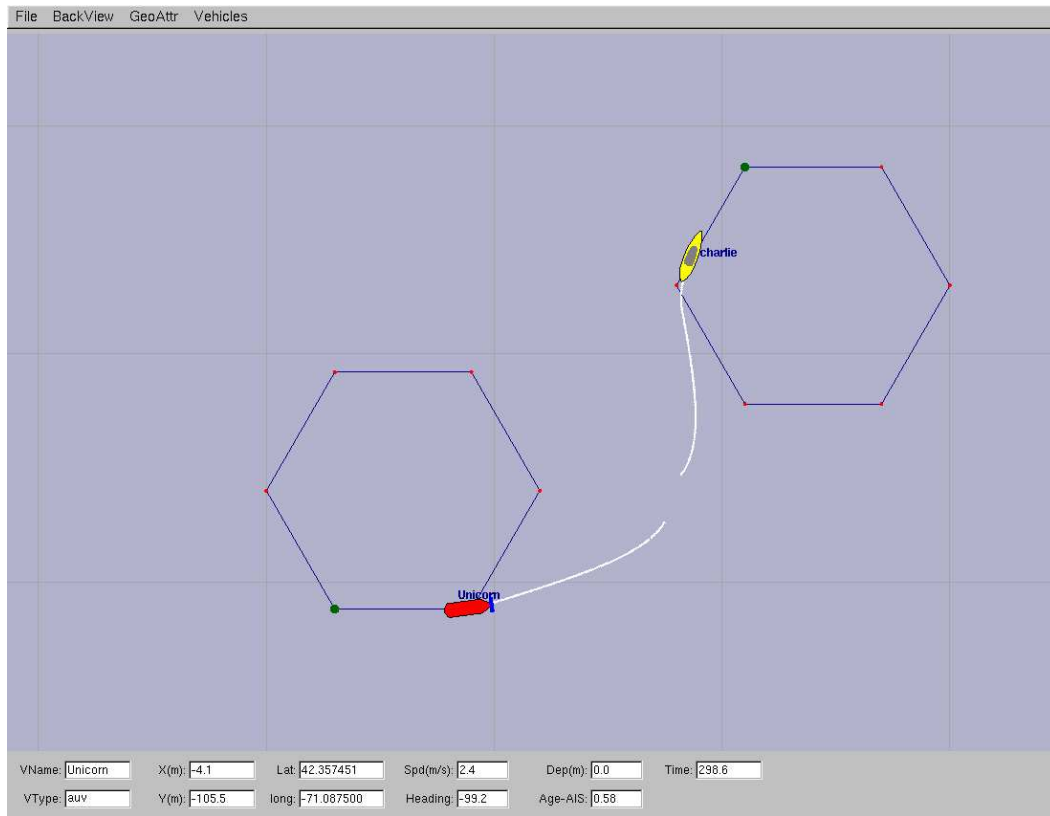 File BackView GeoAttr Vehicles
charlie
Unicorn
VName: Unicorn X(m): -4.1 Lat: 42.357451 Spd(m/s): 2.4 Dep(m): 0.0 Time: 298.6
VType: auv Y(m): -105.5 long: -71.087500 Heading: -99.2 Age-AIS: 0.58